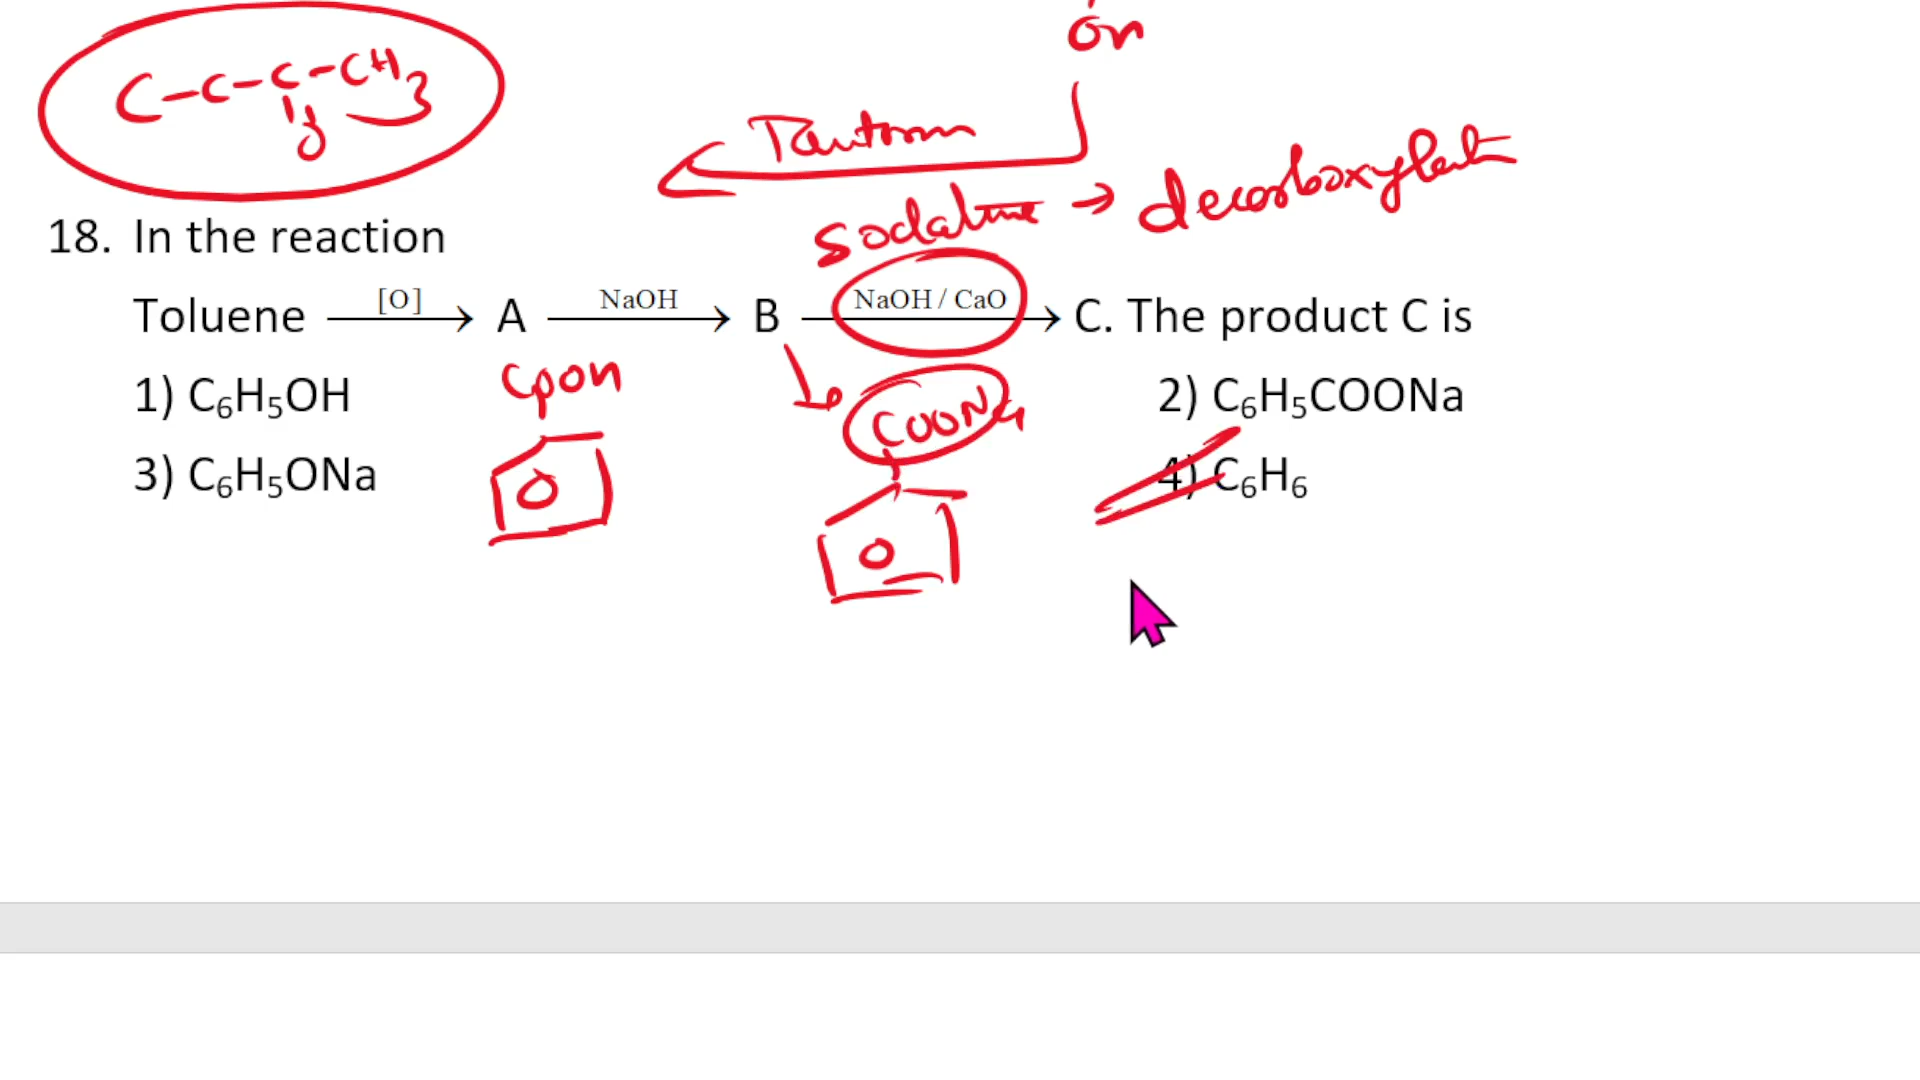 OH
C-C-C-CH3
Tautom
Sodalime → decarboxylat
18. In the reaction
Toluene [O] → A NaOH → B NaOH / CaO → C. The product C is
COOH
COONa
1) C₆H₅OH 2) C₆H₅COONa
3) C₆H₅ONa 4) C₆H₆